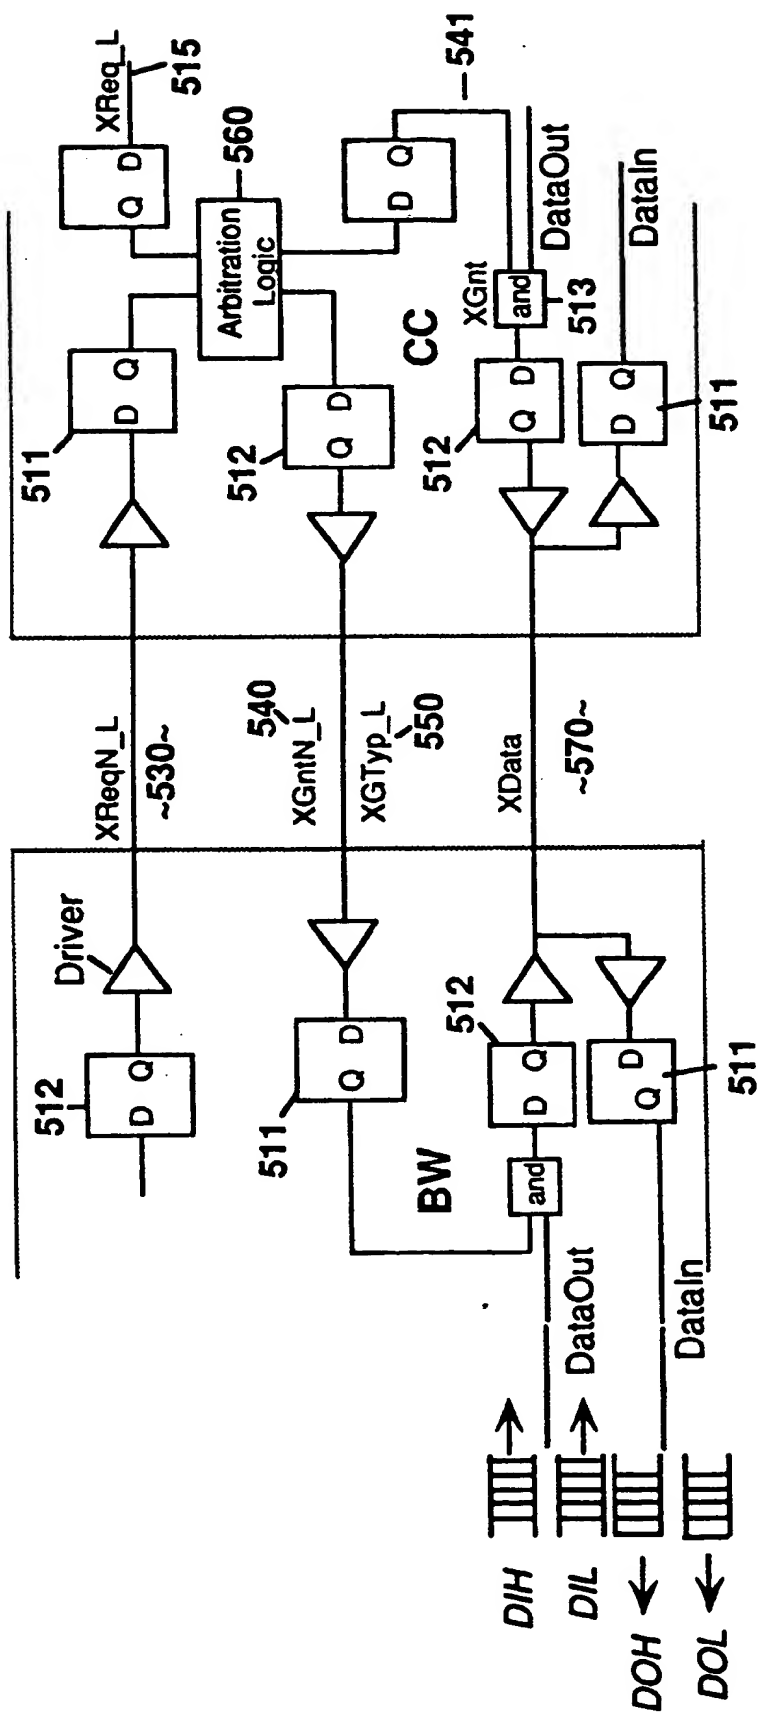 XReq_L
515
D
Q
560
Arbitration
Logic
Q
D
541
D Q
511
512
Q D
CC
XGnt
and
513
DataOut
DataIn
512
Q D
D Q
511
XReqN_L
~530~
540
XGntN_L
XGTyp_L
550
XData
~570~
Driver
512
D Q
511
Q D
BW
512
D Q
and
D
Q
511
DataOut
DataIn
DIH
DIL
DOH
DOL